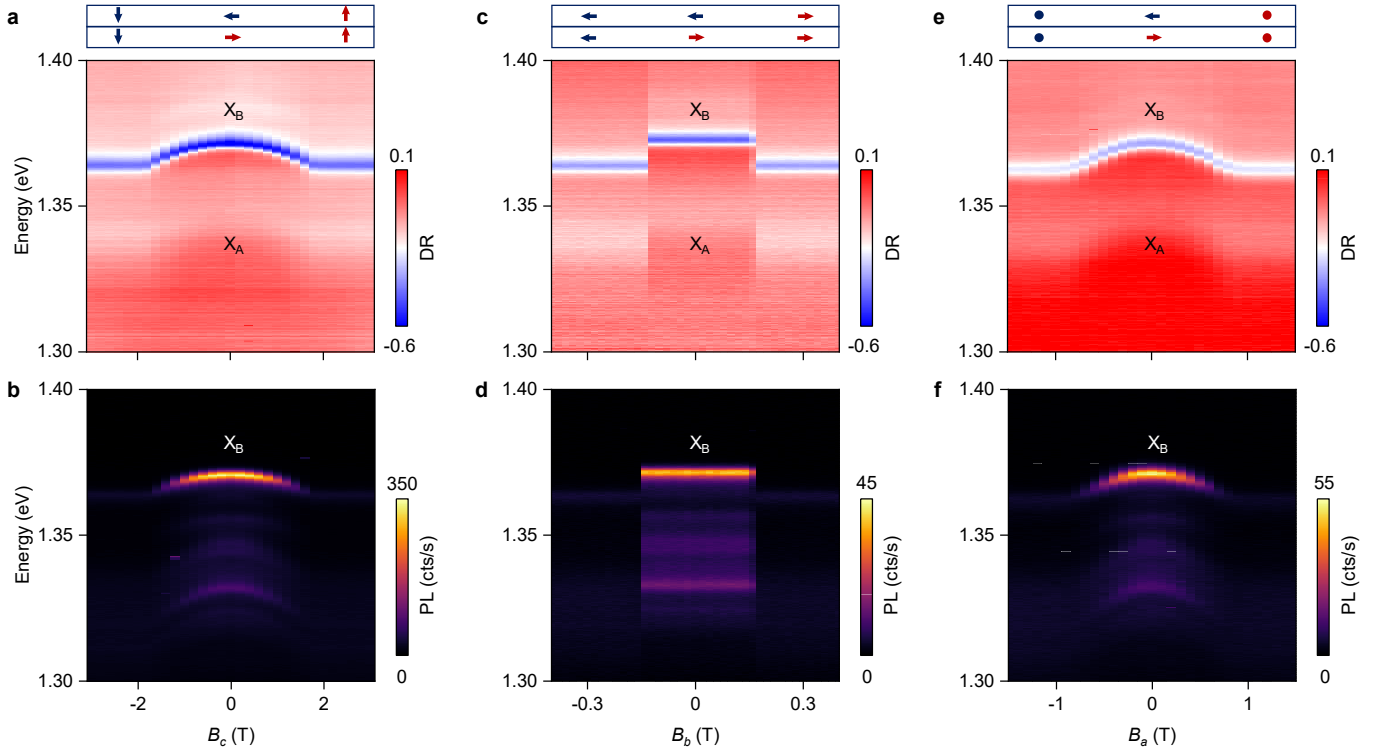 a
c
e
1.40
X_B
X_A
1.35
1.30
Energy (eV)
0.1
DR
-0.6
1.40
X_B
X_A
1.35
1.30
0.1
DR
-0.6
1.40
X_B
X_A
1.35
1.30
0.1
DR
-0.6
b
1.40
X_B
1.35
1.30
Energy (eV)
350
PL (cts/s)
0
-2 0 2
B_c (T)
d
1.40
X_B
1.35
1.30
45
PL (cts/s)
0
-0.3 0 0.3
B_b (T)
f
1.40
X_B
1.35
1.30
55
PL (cts/s)
0
-1 0 1
B_a (T)